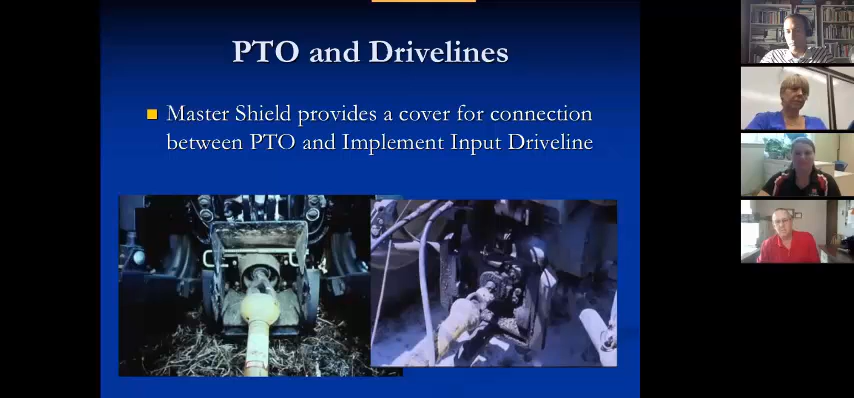 PTO and Drivelines
Master Shield provides a cover for connection
between PTO and Implement Input Driveline